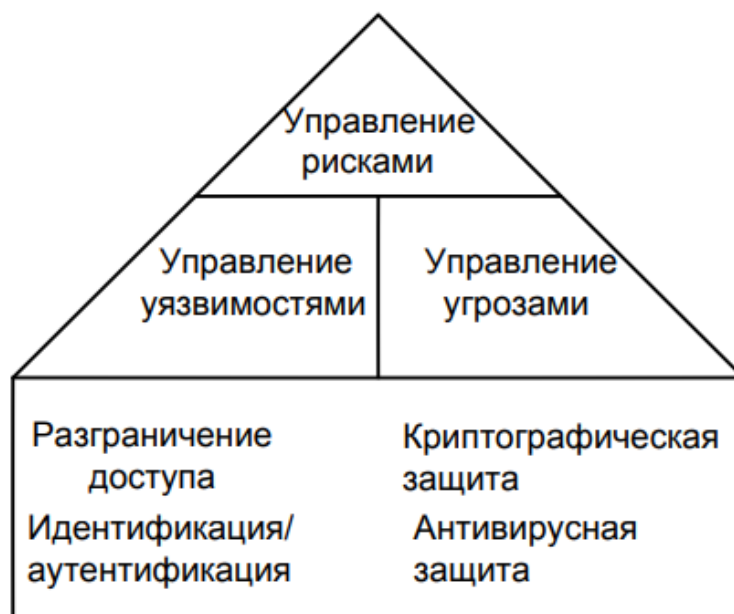 Управление
рисками
Управление
уязвимостями
Управление
угрозами
Разграничение
доступа
Криптографическая
защита
Идентификация/
аутентификация
Антивирусная
защита